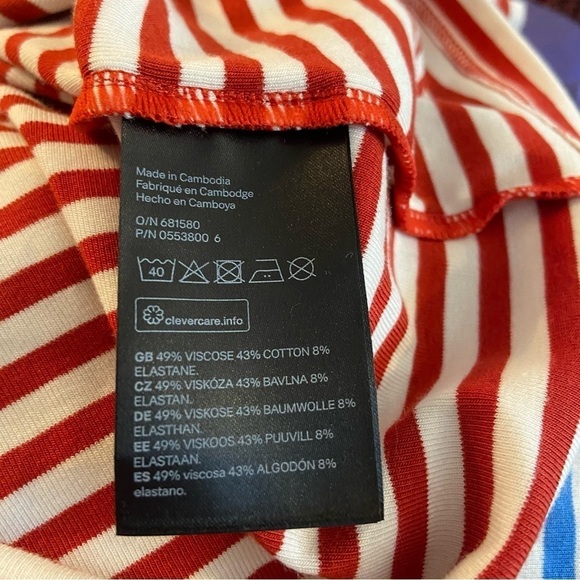 Made in Cambodia
Fabriqué en Cambodge
Hecho en Camboya
O/N 681580
P/N 0553800 6
40
clevercare.info
GB 49% VISCOSE 43% COTTON 8%
ELASTANE.
CZ 49% VISKÓZA 43% BAVLNA 8%
ELASTAN.
DE 49% VISKOSE 43% BAUMWOLLE 8%
ELASTHAN.
EE 49% VISKOOS 43% PUUVILL 8%
ELASTAAN.
ES 49% viscosa 43% ALGODÓN 8%
elastano.